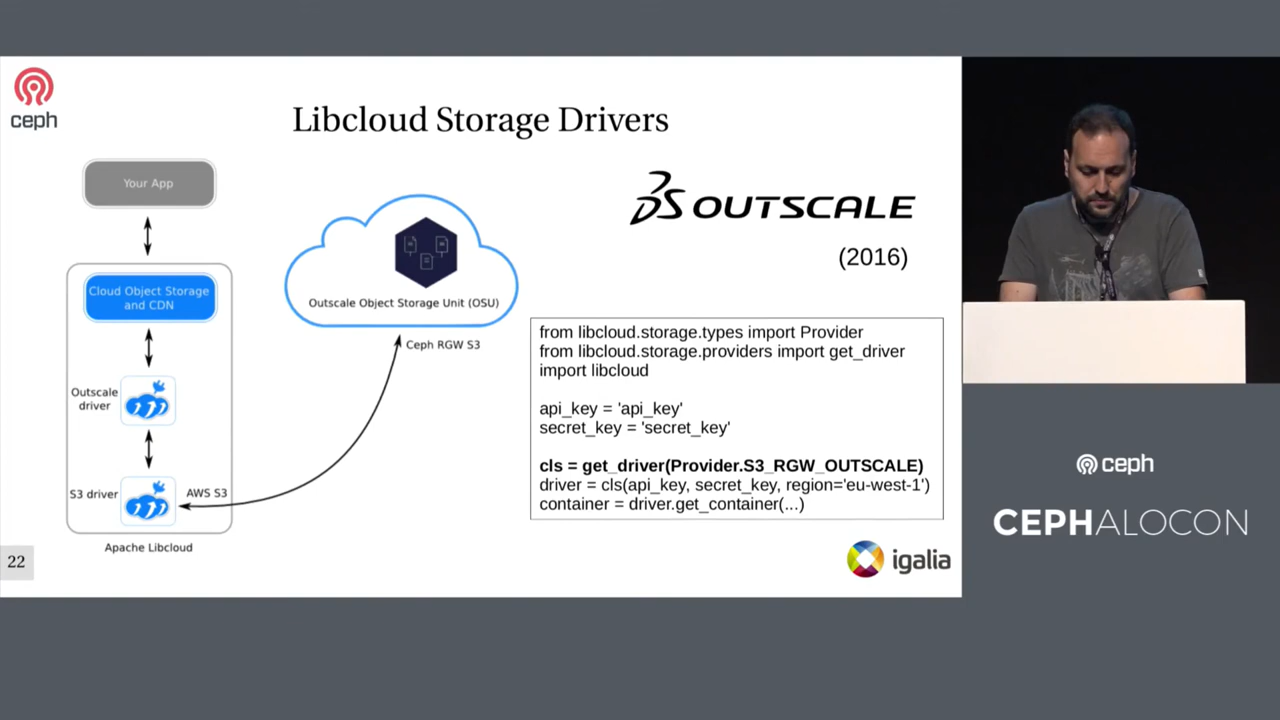 ceph
Libcloud Storage Drivers
Your App
Cloud Object Storage
and CDN
Outscale
driver
S3 driver
AWS S3
Apache Libcloud
Outscale Object Storage Unit (OSU)
Ceph RGW S3
OUTSCALE
(2016)
from libcloud.storage.types import Provider
from libcloud.storage.providers import get_driver
import libcloud
api_key = 'api_key'
secret_key = 'secret_key'
cls = get_driver(Provider.S3_RGW_OUTSCALE)
driver = cls(api_key, secret_key, region='eu-west-1')
container = driver.get_container(...)
22
igalia
ceph
CEPHALOCON